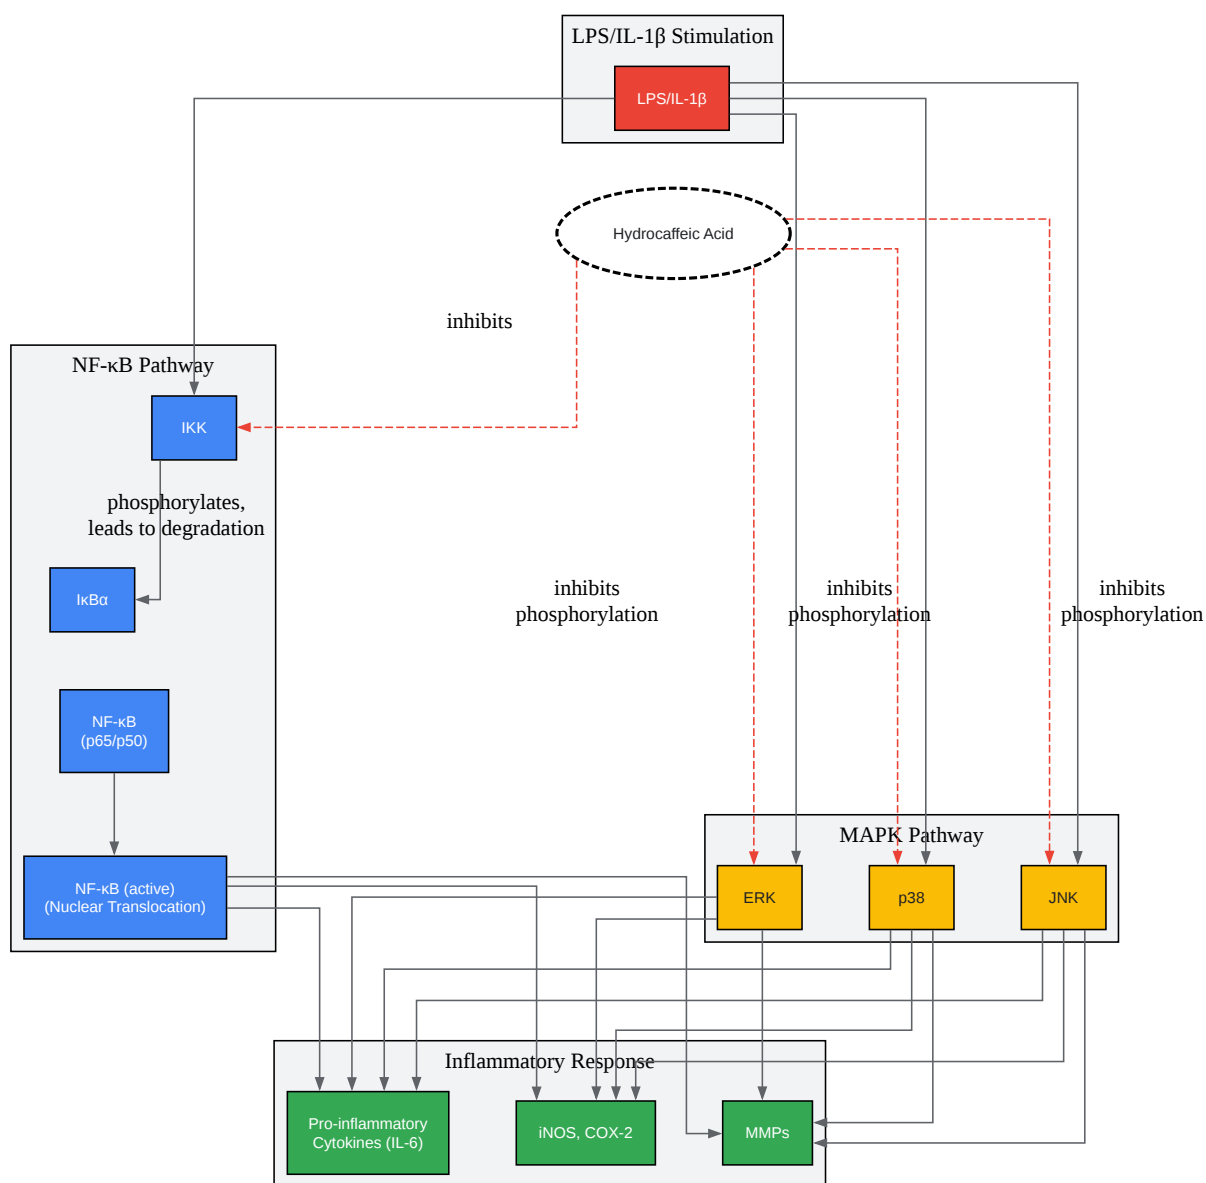 LPS/IL-1β Stimulation
LPS/IL-1β
Hydrocaffeic Acid
inhibits
NF-κB Pathway
IKK
phosphorylates,
leads to degradation
IκBα
inhibits
phosphorylation
inhibits
phosphorylation
inhibits
phosphorylation
NF-κB
(p65/p50)
MAPK Pathway
NF-κB (active)
(Nuclear Translocation)
ERK
p38
JNK
Inflammatory Response
Pro-inflammatory
Cytokines (IL-6)
iNOS, COX-2
MMPs